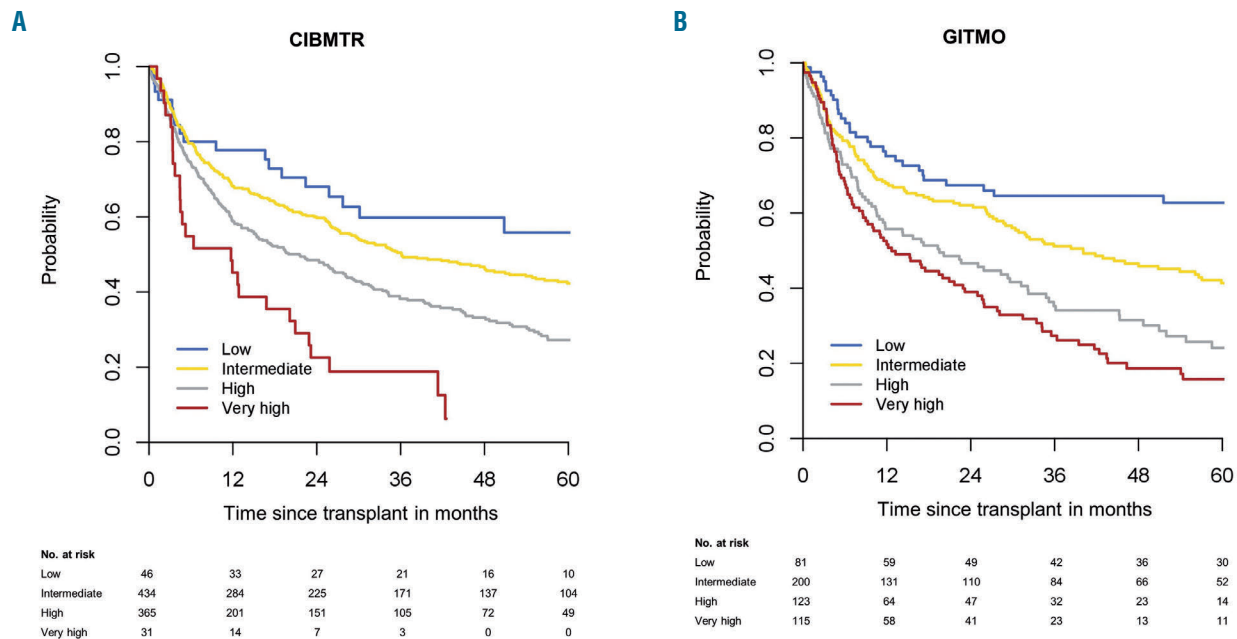 A
CIBMTR
Probability
1.0
0.8
0.6
0.4
0.2
0.0
Low
Intermediate
High
Very high
0 12 24 36 48 60
Time since transplant in months
No. at risk
Low 46 33 27 21 16 10
Intermediate 434 284 225 171 137 104
High 365 201 151 105 72 49
Very high 31 14 7 3 0 0
B
GITMO
Probability
1.0
0.8
0.6
0.4
0.2
0.0
Low
Intermediate
High
Very high
0 12 24 36 48 60
Time since transplant in months
No. at risk
Low 81 59 49 42 36 30
Intermediate 200 131 110 84 66 52
High 123 64 47 32 23 14
Very high 115 58 41 23 13 11